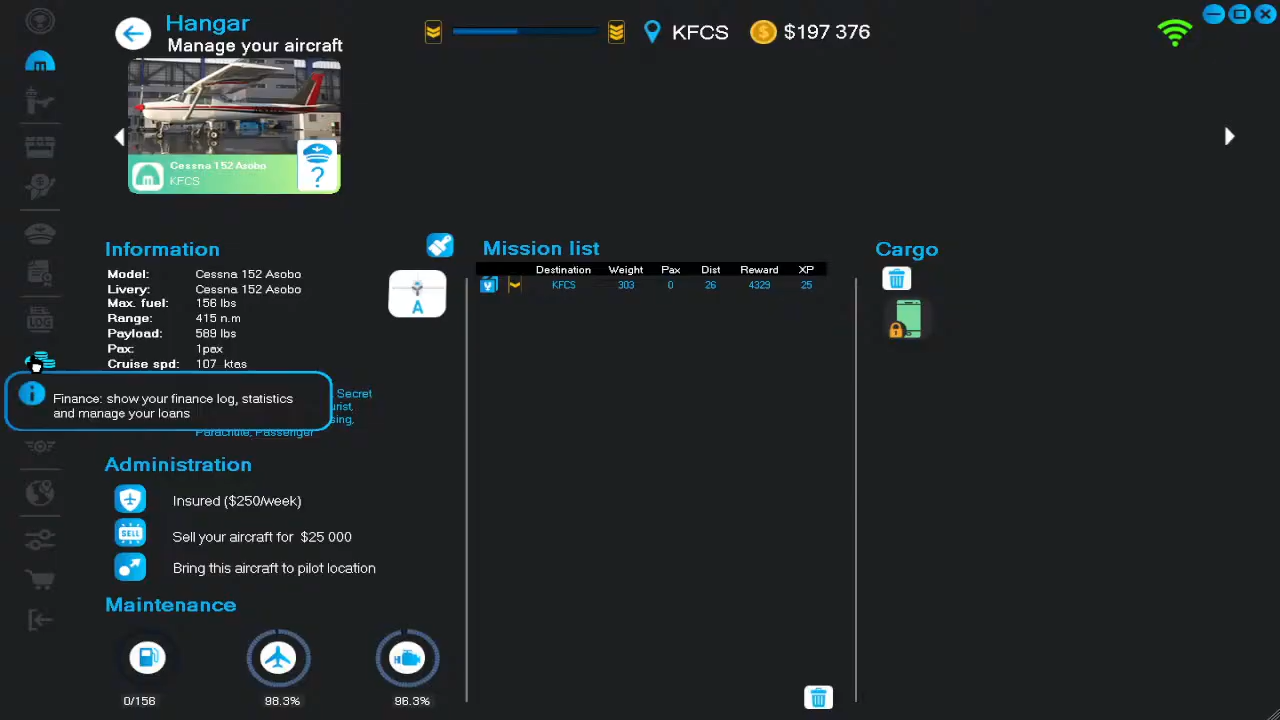 Hangar
Manage your aircraft
KFCS
$197 376
Cessna 152 Asobo
KFCS
?
Information
Model: Cessna 152 Asobo
Livery: Cessna 152 Asobo
Max. fuel: 156 lbs
Range: 415 n.m
Payload: 589 lbs
Pax: 1pax
Cruise spd: 107 ktas
A
Finance: show your finance log, statistics
and manage your loans
Secret
urist,
sing,
Parachute, Passenger
LOG
Administration
Insured ($250/week)
SELL
Sell your aircraft for $25 000
Bring this aircraft to pilot location
Maintenance
0/156
98.3%
96.3%
Mission list
Destination Weight Pax Dist Reward XP
KFCS 303 0 26 4329 25
Cargo